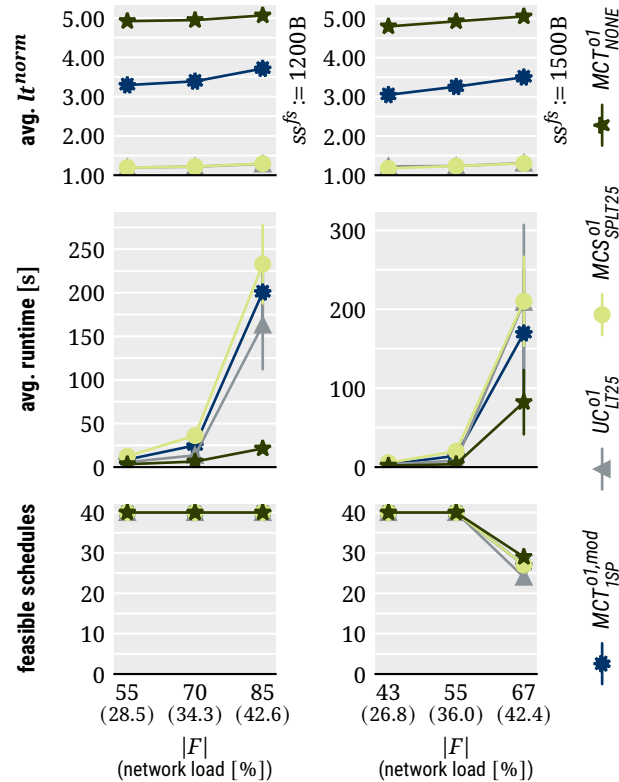 avg. lt^norm
5.00
4.00
3.00
2.00
1.00
ss^fs := 1200 B
5.00
4.00
3.00
2.00
1.00
ss^fs := 1500 B
avg. runtime [s]
250
200
150
100
50
0
300
200
100
0
feasible schedules
40
30
20
10
0
40
30
20
10
0
55 70 85
(28.5) (34.3) (42.6)
|F|
(network load [%])
43 55 67
(26.8) (36.0) (42.4)
|F|
(network load [%])
MCT^o1_NONE
MCS^o1_SPLT25
UC^o1_LT25
MCT^o1,mod_1SP